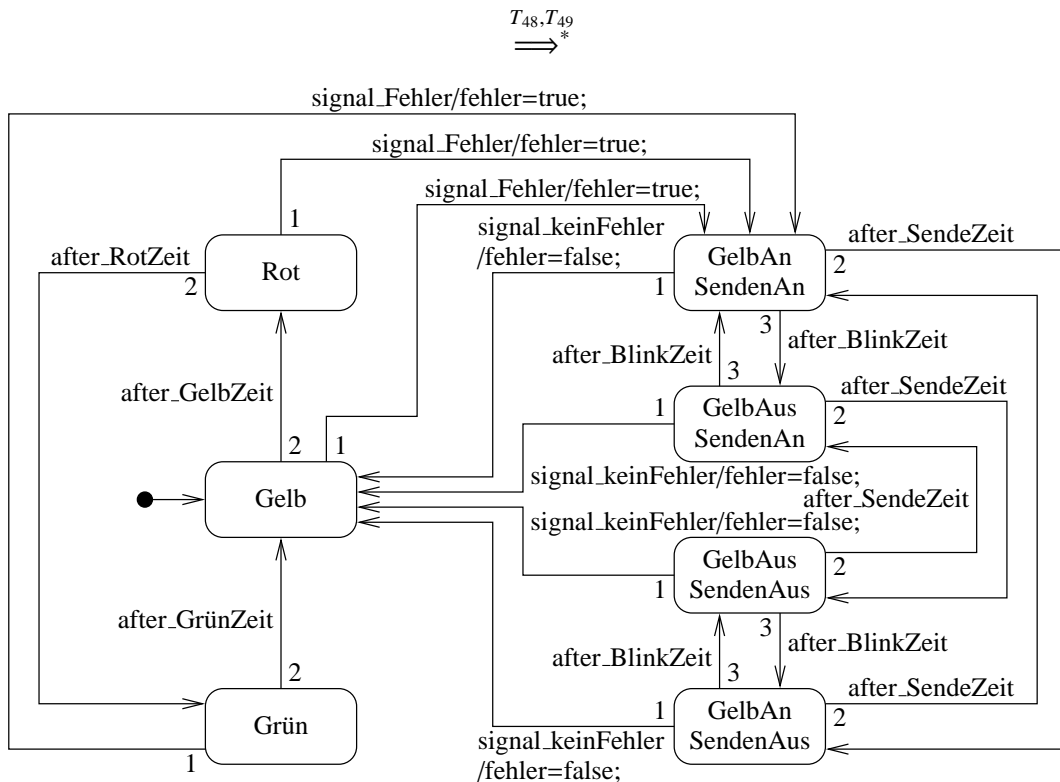 T48,T49
⟹*
signal_Fehler/fehler=true;
signal_Fehler/fehler=true;
signal_Fehler/fehler=true;
1
signal_keinFehler
/fehler=false;
after_RotZeit
Rot
2
GelbAn
SendenAn
after_SendeZeit
2
1
3
after_BlinkZeit
after_BlinkZeit
3
after_GelbZeit
1
GelbAus
SendenAn
after_SendeZeit
2
2
1
Gelb
signal_keinFehler/fehler=false;
after_SendeZeit
signal_keinFehler/fehler=false;
GelbAus
SendenAus
2
1
3
after_GrünZeit
after_BlinkZeit
after_BlinkZeit
3
2
1
GelbAn
SendenAus
after_SendeZeit
2
Grün
1
signal_keinFehler
/fehler=false;